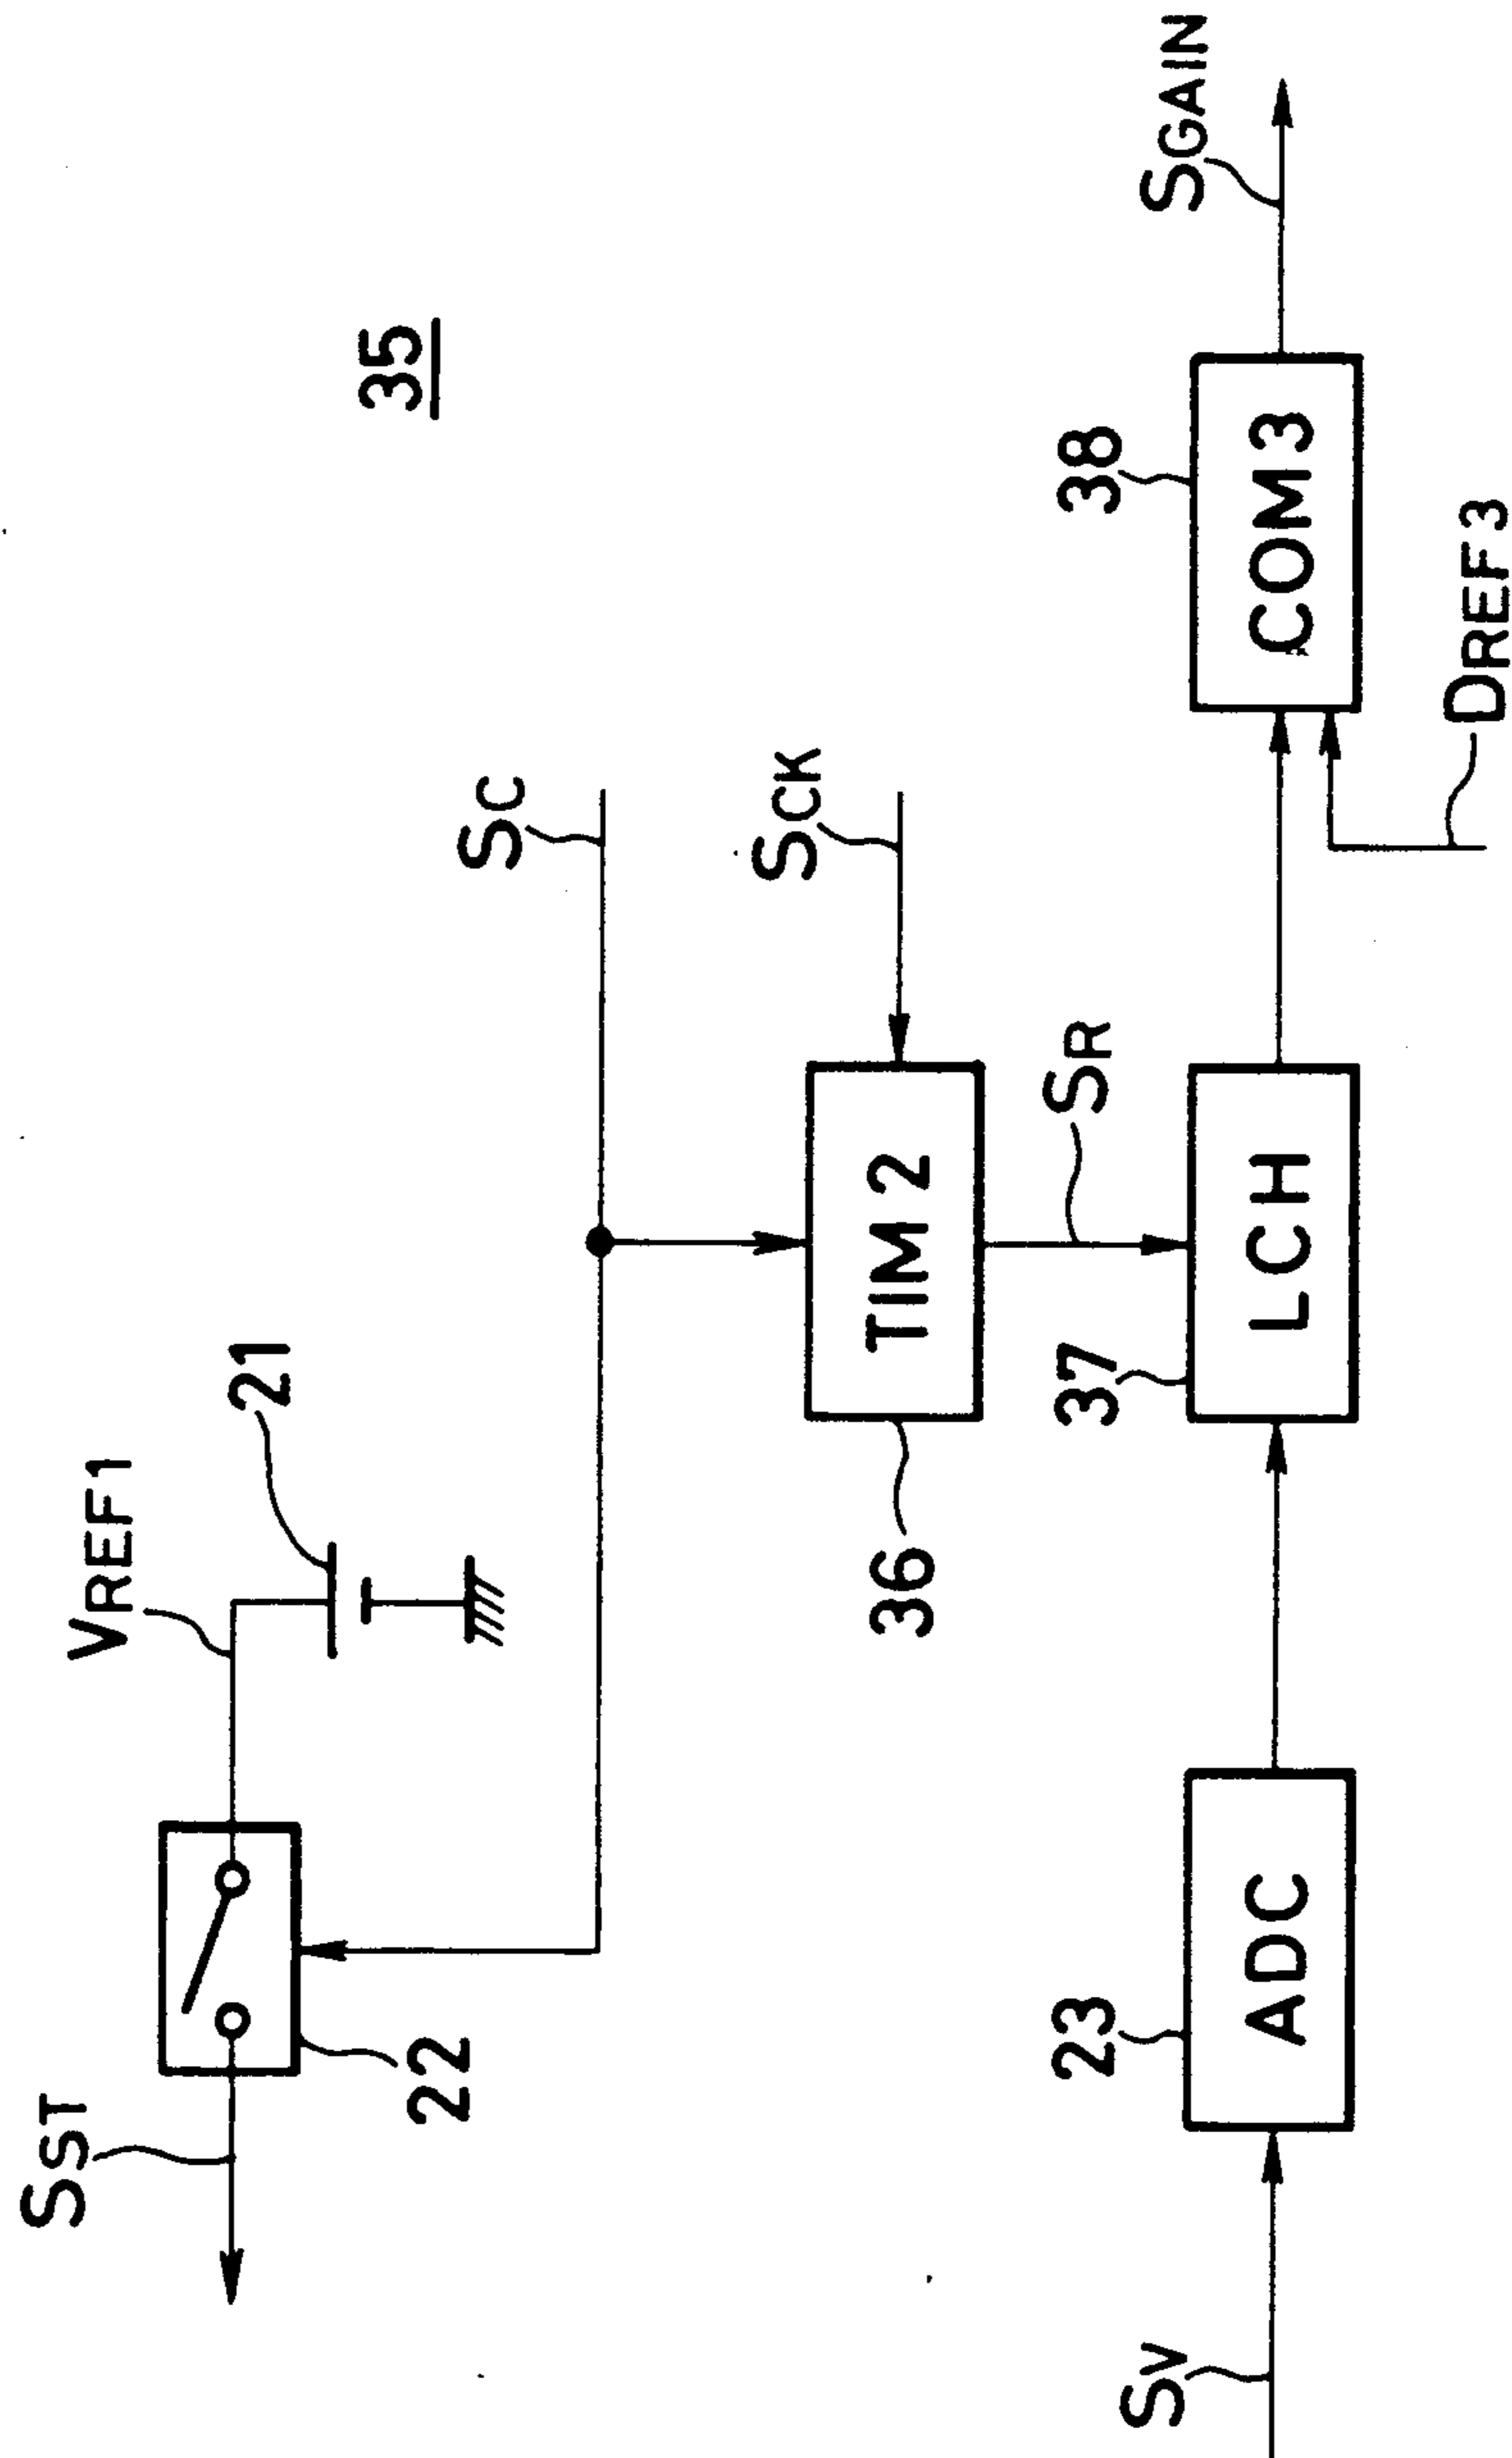 35
SST
VREF1
21
22
SC
SCK
TIM 2
36
SR
SV
23
ADC
37
LCH
38
COM 3
SGAIN
DREF 3